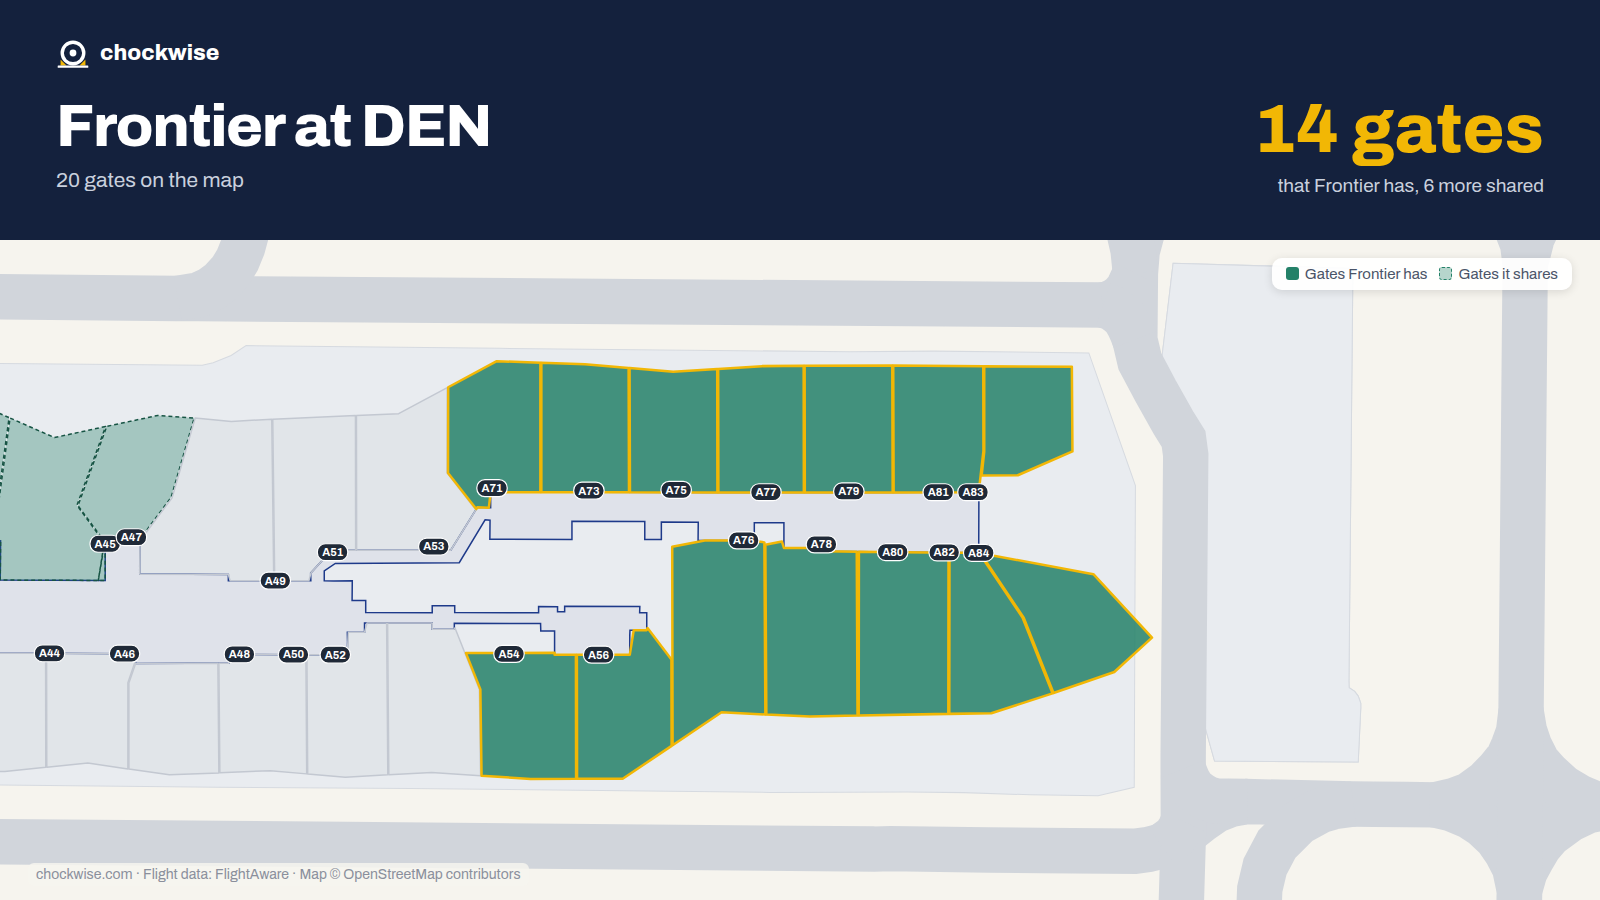 chockwise
Frontier at DEN
20 gates on the map
14 gates
that Frontier has, 6 more shared
Gates Frontier has
Gates it shares
A71
A73
A75
A77
A79
A81
A83
A45
A47
A51
A53
A49
A76
A78
A80
A82
A84
A44
A46
A48
A50
A52
A54
A56
chockwise.com · Flight data: FlightAware · Map © OpenStreetMap contributors